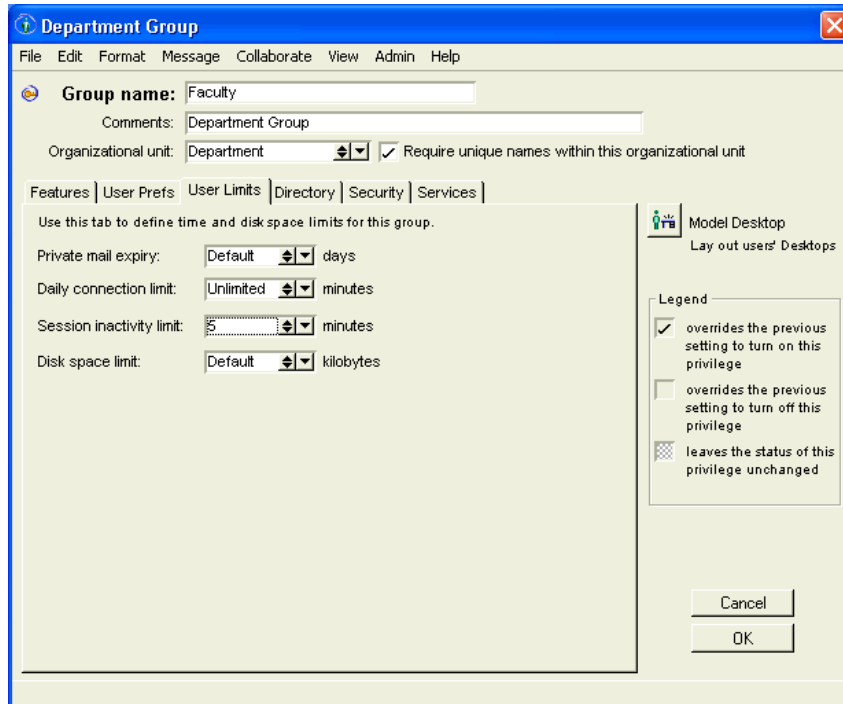 Department Group
File Edit Format Message Collaborate View Admin Help
Group name: Faculty
Comments: Department Group
Organizational unit: Department Require unique names within this organizational unit
Features User Prefs User Limits Directory Security Services
Use this tab to define time and disk space limits for this group.
Private mail expiry: Default days
Daily connection limit: Unlimited minutes
Session inactivity limit: 5 minutes
Disk space limit: Default kilobytes
Model Desktop
Lay out users' Desktops
Legend
overrides the previous
setting to turn on this
privilege
overrides the previous
setting to turn off this
privilege
leaves the status of this
privilege unchanged
Cancel
OK